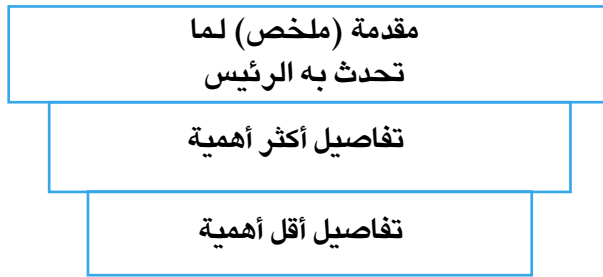 مقدمة (ملخص) لما
تحدث به الرئيس
تفاصيل أكثر أهمية
تفاصيل أقل أهمية